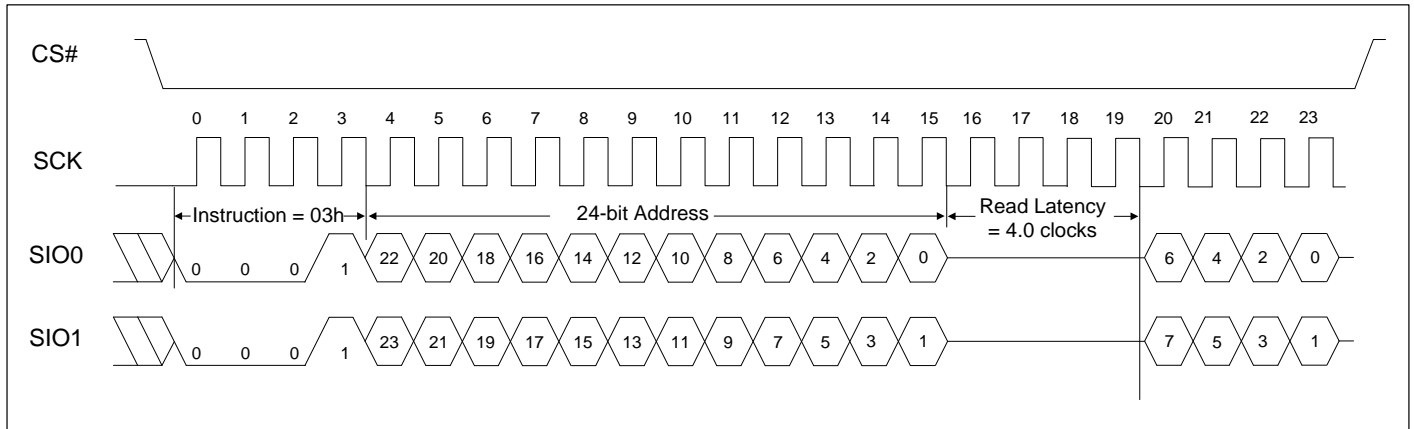 CS#
0 1 2 3 4 5 6 7 8 9 10 11 12 13 14 15 16 17 18 19 20 21 22 23
SCK
Instruction = 03h 24-bit Address Read Latency
= 4.0 clocks
SIO0 0 0 0 1 22 20 18 16 14 12 10 8 6 4 2 0 6 4 2 0
SIO1 0 0 0 1 23 21 19 17 15 13 11 9 7 5 3 1 7 5 3 1